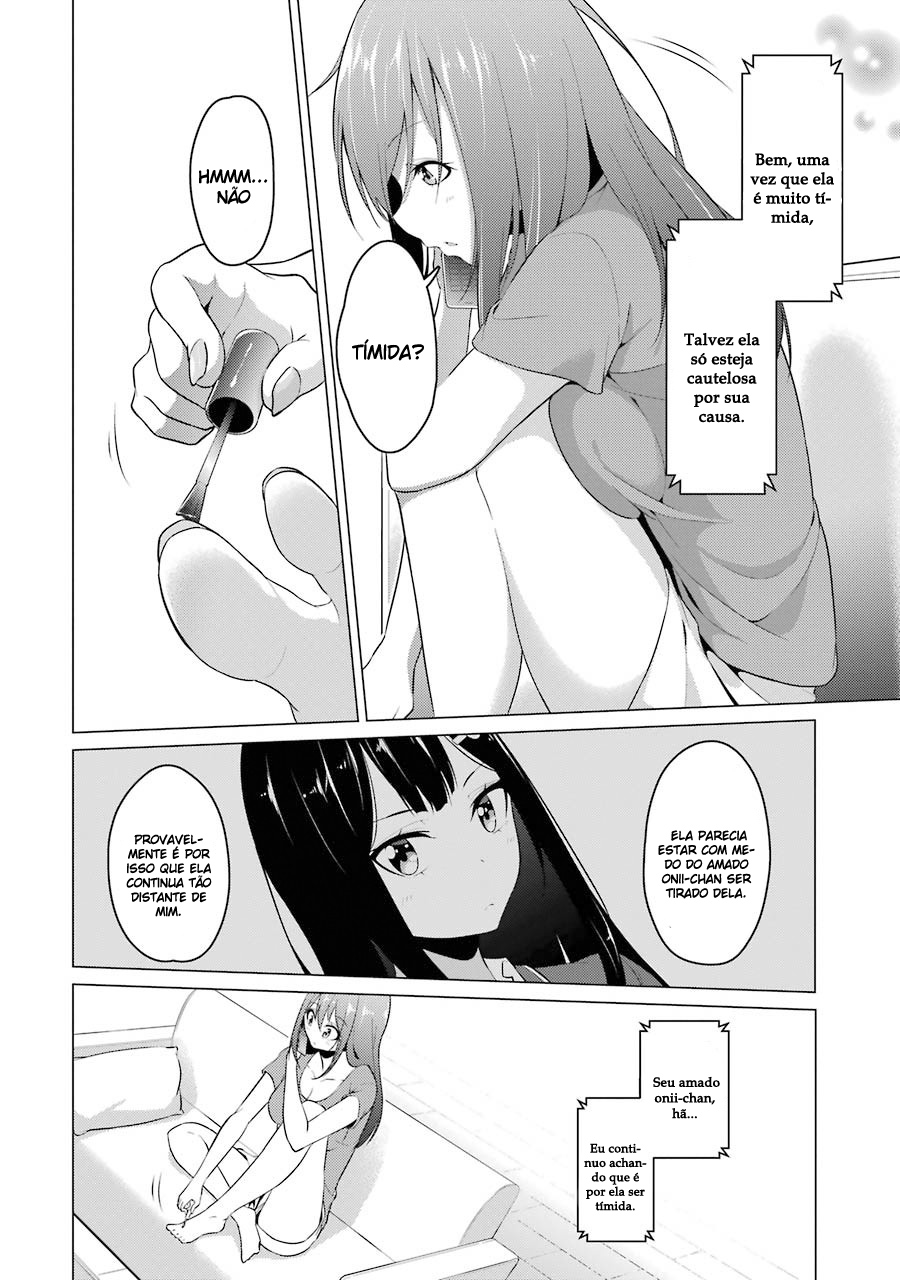 Bem, uma
vez que ela
é muito tí-
mida,
Talvez ela
só esteja
cautelosa
por sua
causa.
TÍMIDA?
HMMM...
NÃO
ELA PARECIA
ESTAR COM ME-
DO DO AMADO
ONII-CHAN SER
TIRADO DELA.
PROVAVEL-
MENTE É POR
ISSO QUE ELA
CONTINUA TÃO
DISTANTE DE
MIM.
Seu amado
onii-chan,
hã...
Eu conti-
nuo achan-
do que é
por ela ser
tímida.